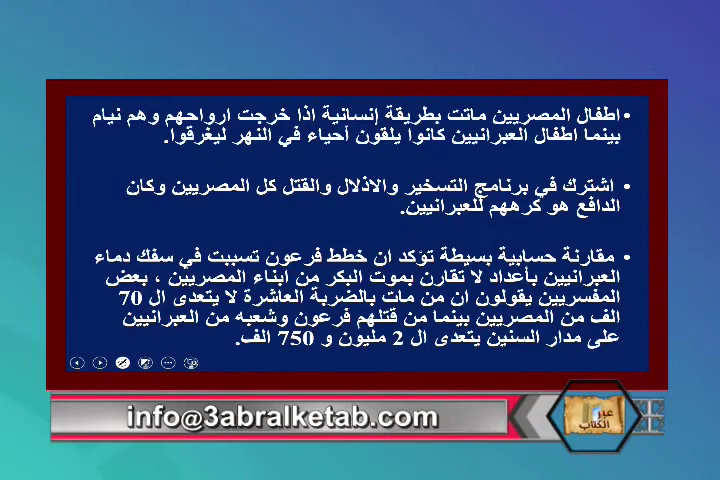 •اطفال المصريين ماتت بطريقة إنسانية اذا خرجت ارواحهم وهم نيام
بينما اطفال العبرانيين كانوا يلقون أحياء في النهر ليغرقوا.
• اشترك في برنامج التسخير والاذلال والقتل كل المصريين وكان
الدافع هو كرههم للعبرانيين.
• مقارنة حسابية بسيطة تؤكد ان خطط فرعون تسببت في سفك دماء
العبرانيين بأعداد لا تقارن بموت البكر من ابناء المصريين ، بعض
المفسريين يقولون ان من مات بالضربة العاشرة لا يتعدى ال 70
الف من المصريين بينما من قتلهم فرعون وشعبه من العبرانيين
على مدار السنين يتعدى ال 2 مليون و 750 الف.
info@3abralketab.com
عبر
الكتاب